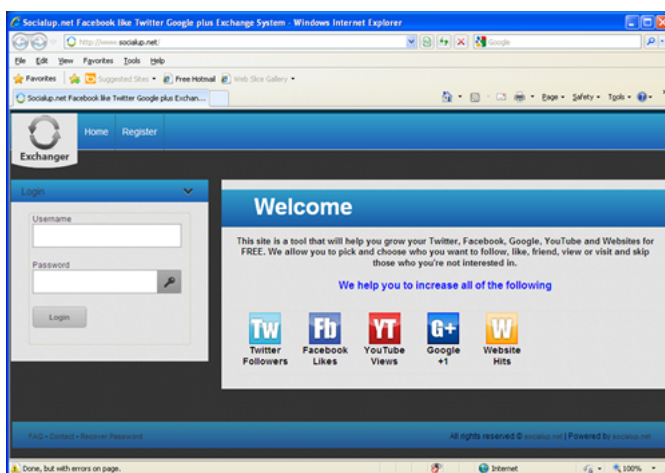 Socialup.net Facebook like Twitter Google plus Exchange System - Windows Internet Explorer
http://www.socialup.net/
Google
File Edit View Favorites Tools Help
Favorites Suggested Sites Free Hotmail Web Slice Gallery
Socialup.net Facebook like Twitter Google plus Exchan...
Page Safety Tools
Exchanger
Home Register
Login
Username
Password
Login
Welcome
This site is a tool that will help you grow your Twitter, Facebook, Google, YouTube and Websites for
FREE. We allow you to pick and choose who you want to follow, like, friend, view or visit and skip
those who you're not interested in.
We help you to increase all of the following
Tw Fb YT G+ W
Twitter Facebook YouTube Google Website
Followers Likes Views +1 Hits
FAQ - Contact - Recover Password
All rights reserved © socialup.net | Powered by socialup.net
Done, but with errors on page.
Internet
100%